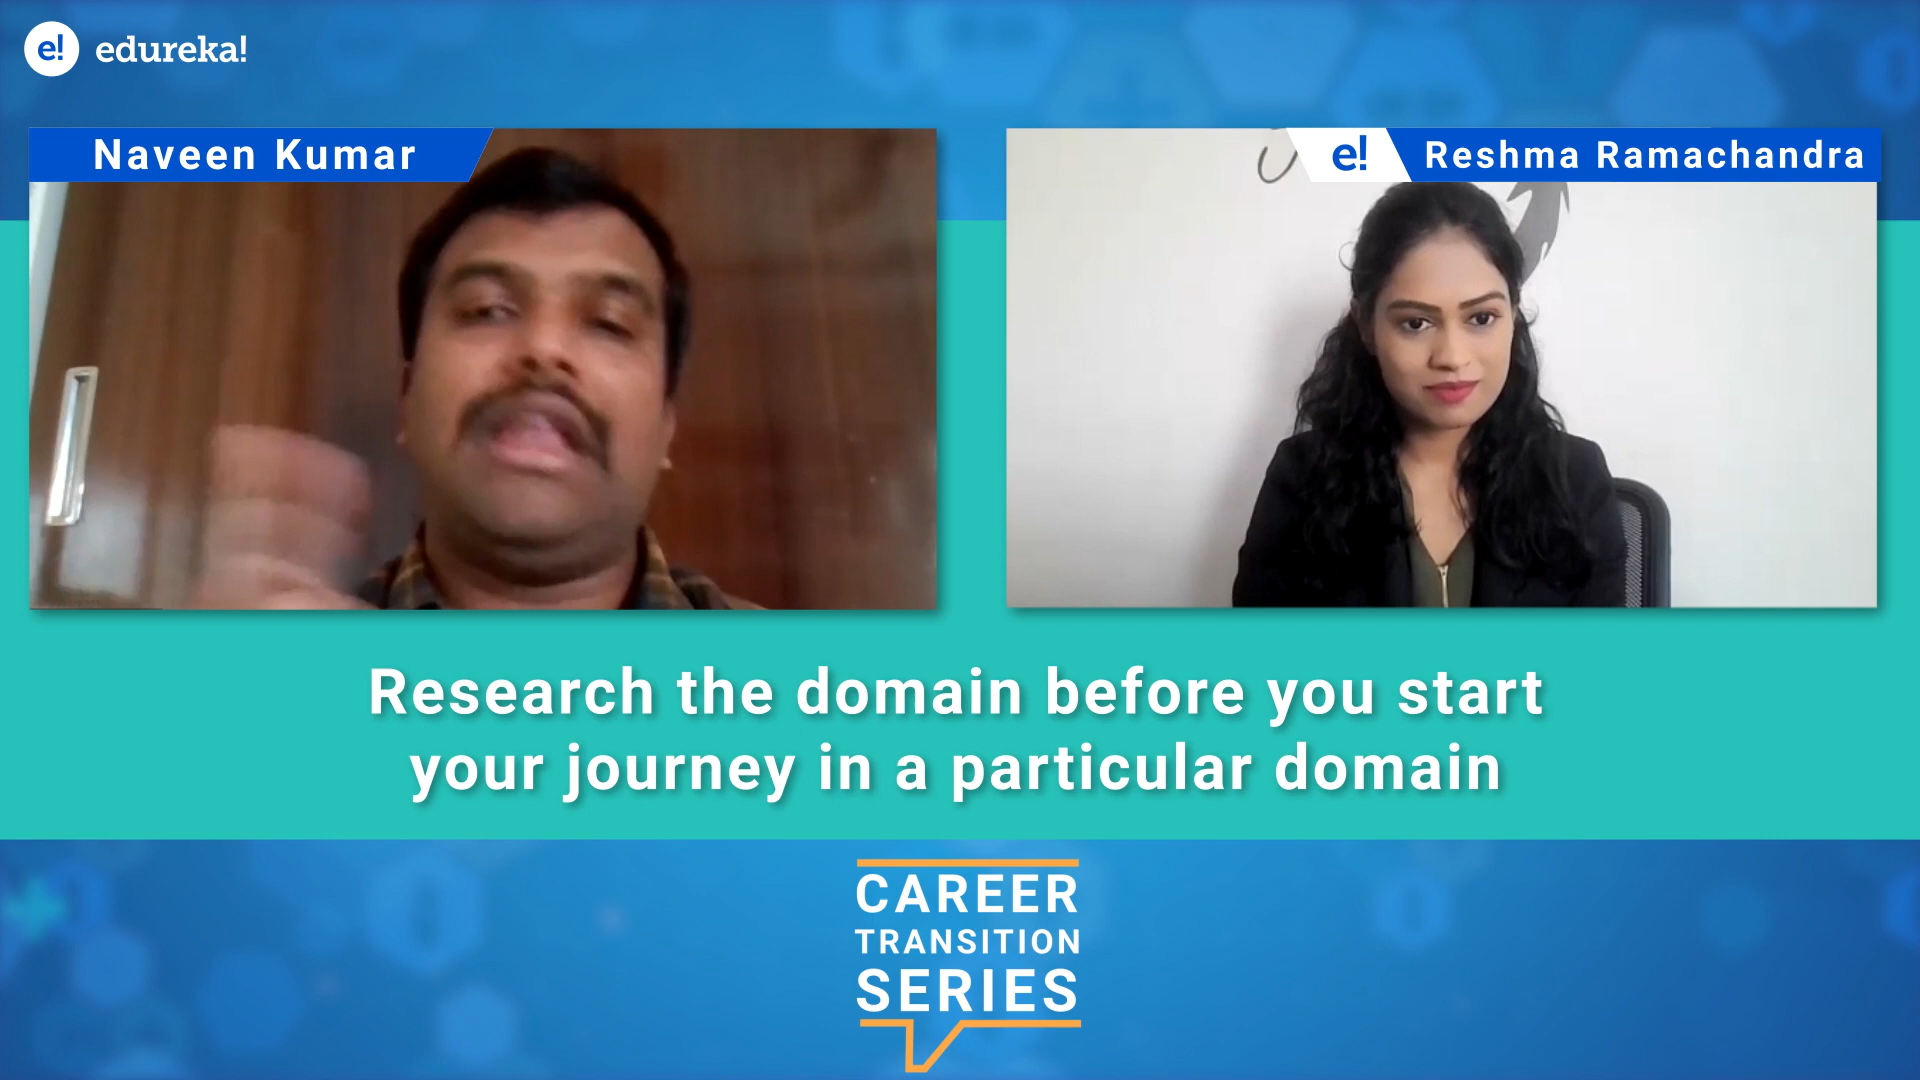 e! edureka!
Naveen Kumar
e! Reshma Ramachandra
Research the domain before you start
your journey in a particular domain
CAREER
TRANSITION
SERIES